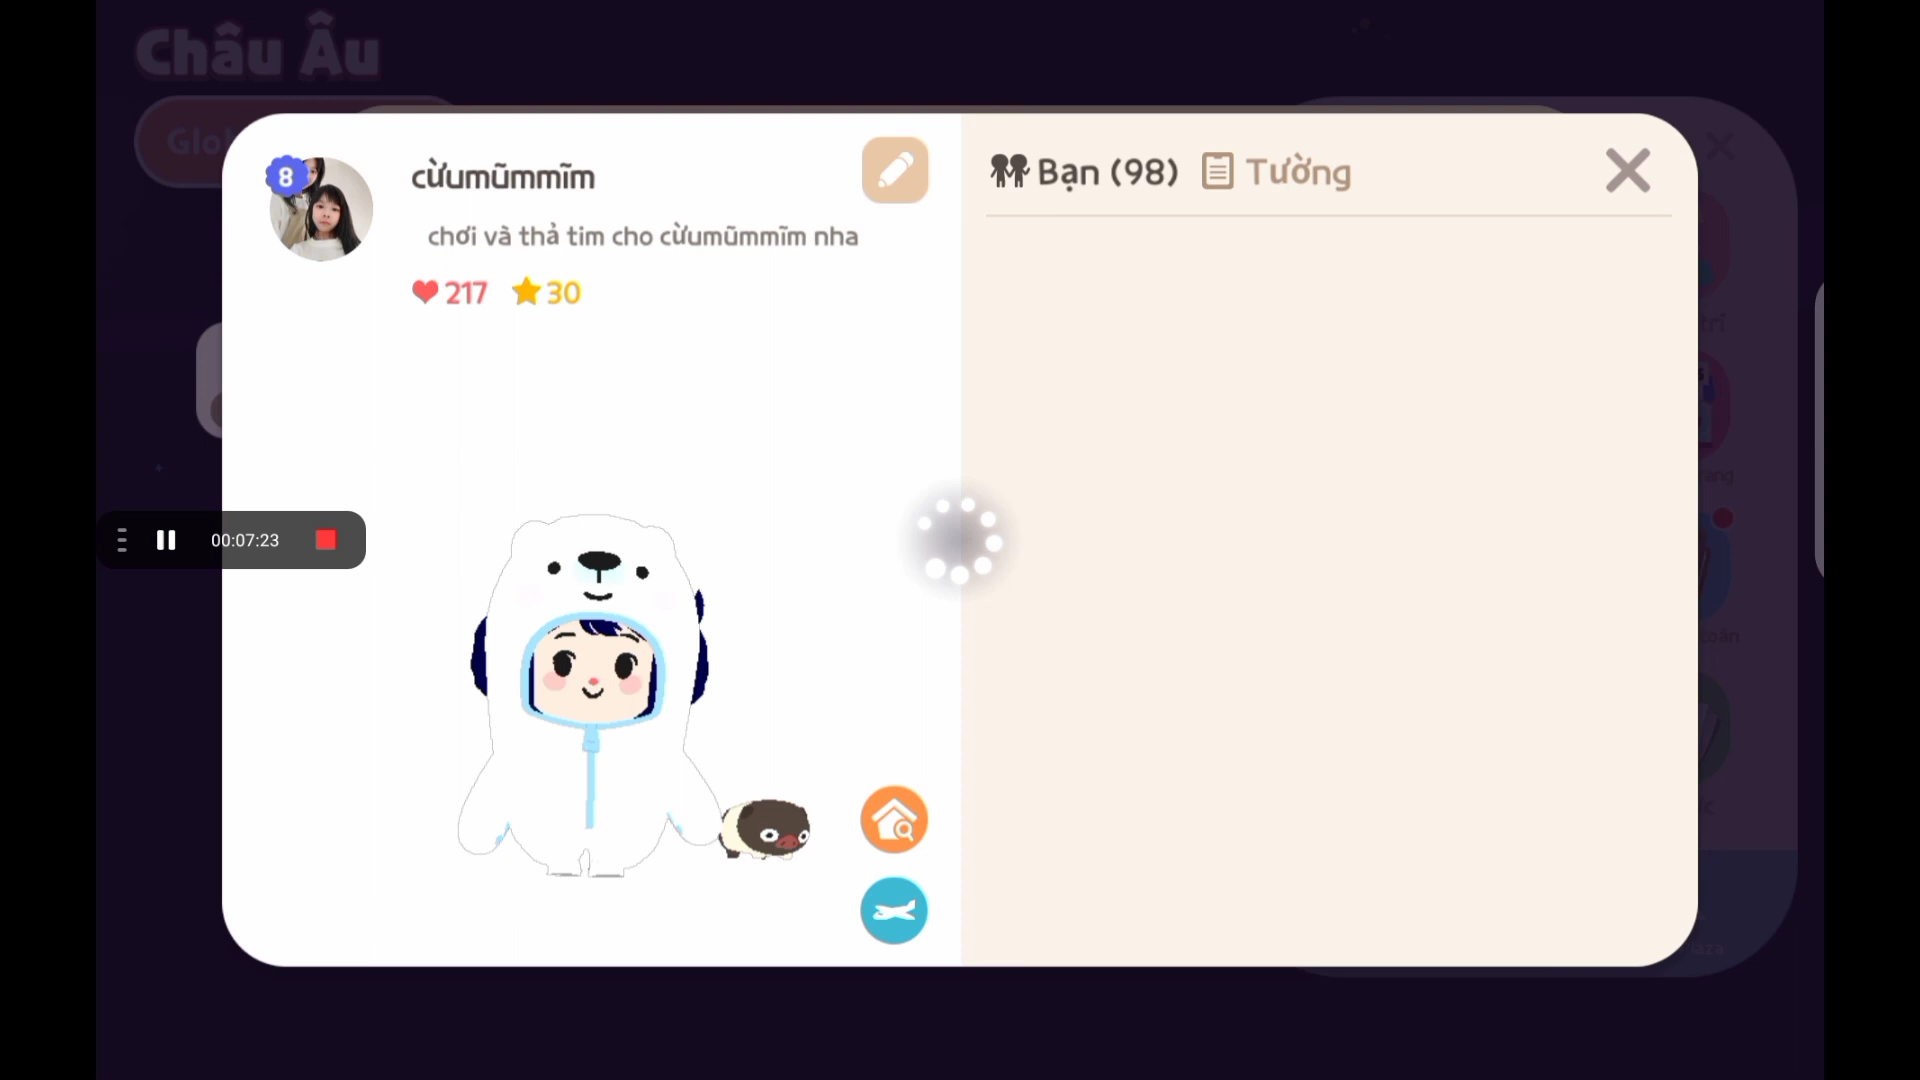 Châu Âu
Glo
8
cừumũmmĩm
chơi và thả tim cho cừumũmmĩm nha
217 30
Bạn (98) Tường
00:07:23